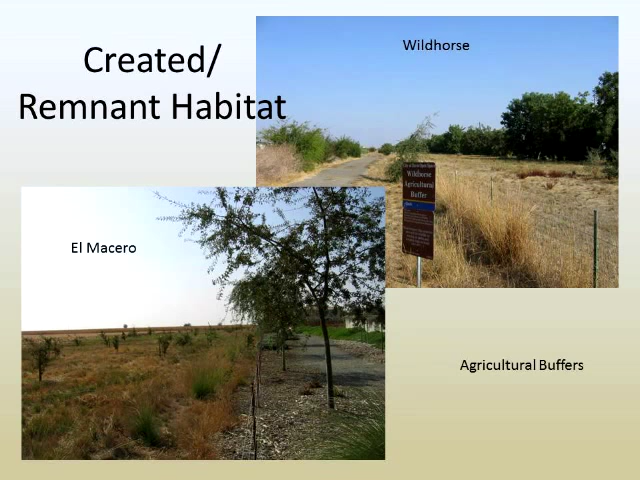 Created/
Remnant Habitat
Wildhorse
Wildhorse
Agricultural
Buffer
El Macero
Agricultural Buffers